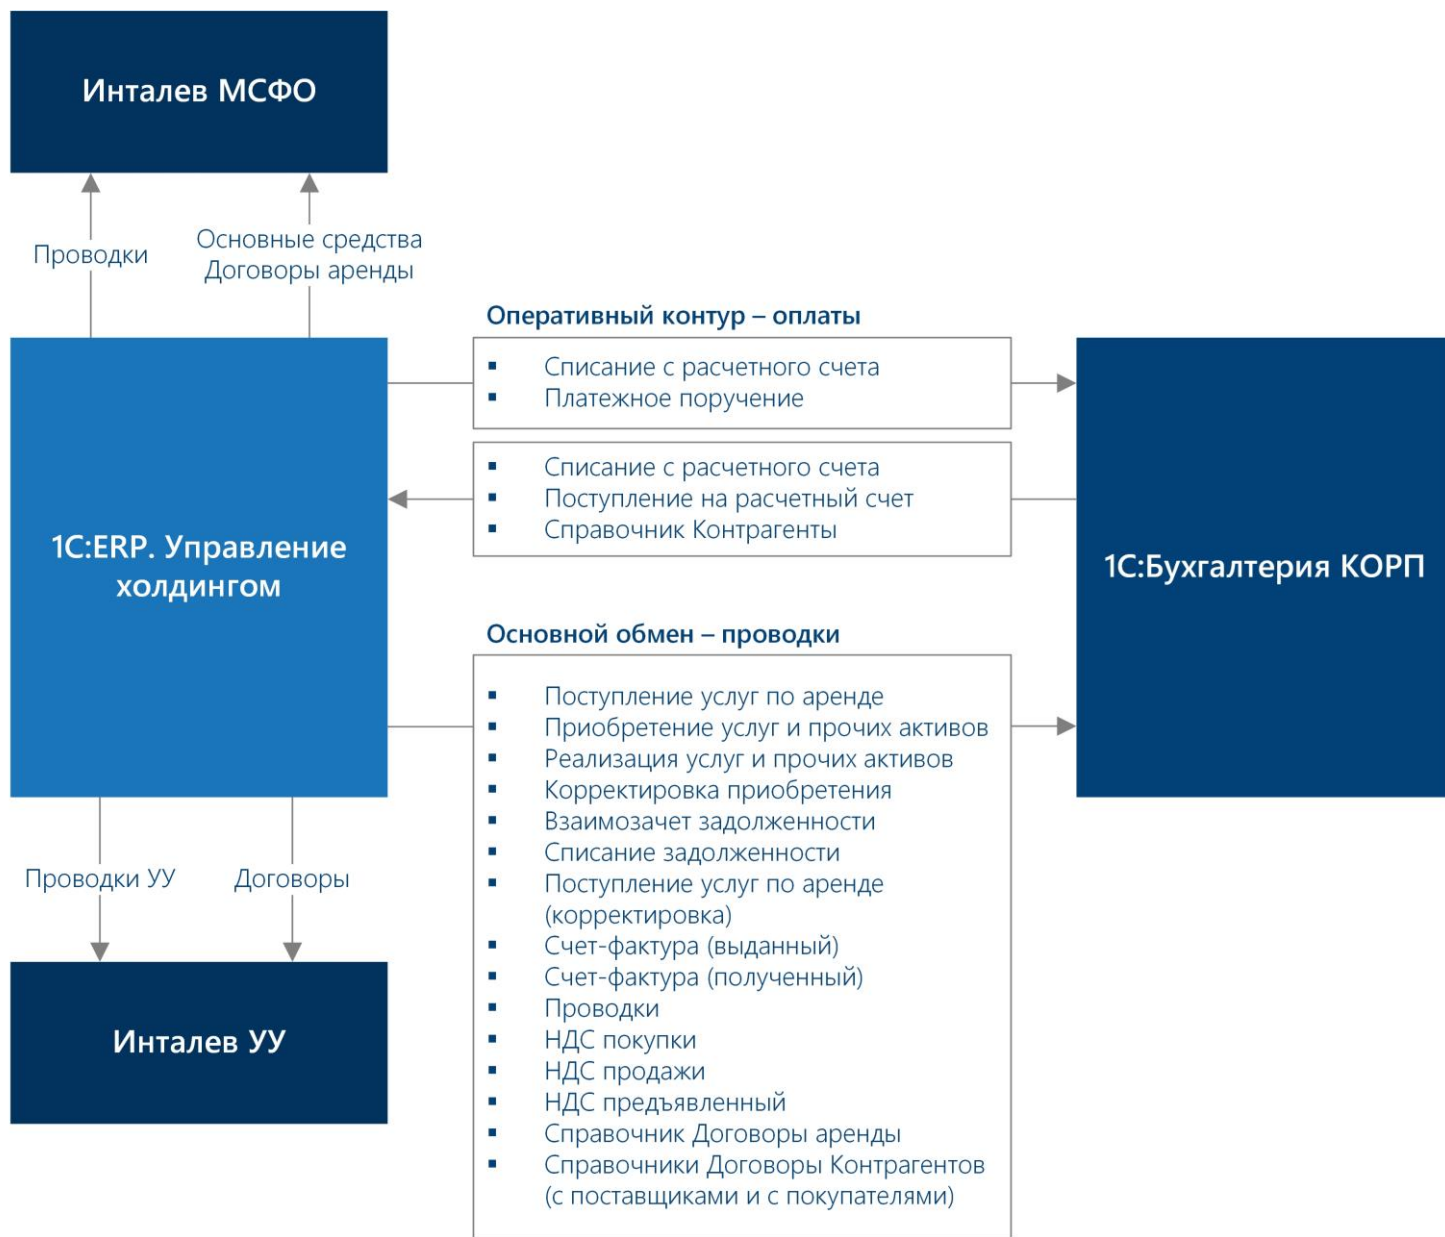 Инталев МСФО
Проводки
Основные средства
Договоры аренды
Оперативный контур – оплаты
▪ Списание с расчетного счета
▪ Платежное поручение
▪ Списание с расчетного счета
▪ Поступление на расчетный счет
▪ Справочник Контрагенты
1С:ERP. Управление
холдингом
1С:Бухгалтерия КОРП
Основной обмен – проводки
▪ Поступление услуг по аренде
▪ Приобретение услуг и прочих активов
▪ Реализация услуг и прочих активов
▪ Корректировка приобретения
▪ Взаимозачет задолженности
▪ Списание задолженности
▪ Поступление услуг по аренде
(корректировка)
▪ Счет-фактура (выданный)
▪ Счет-фактура (полученный)
▪ Проводки
▪ НДС покупки
▪ НДС продажи
▪ НДС предъявленный
▪ Справочник Договоры аренды
▪ Справочники Договоры Контрагентов
(с поставщиками и с покупателями)
Проводки УУ
Договоры
Инталев УУ